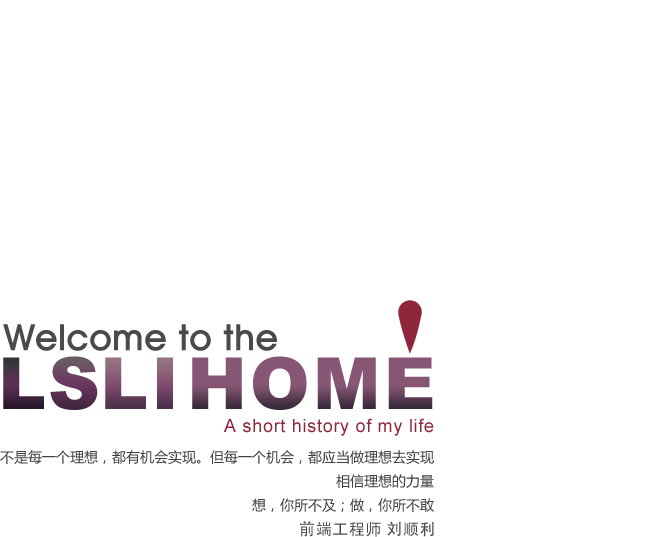 Welcome to the
LSLIHOME
A short history of my life
不是每一个理想，都有机会实现。但每一个机会，都应当做理想去实现
相信理想的力量
想，你所不及；做，你所不敢
前端工程师 刘顺利